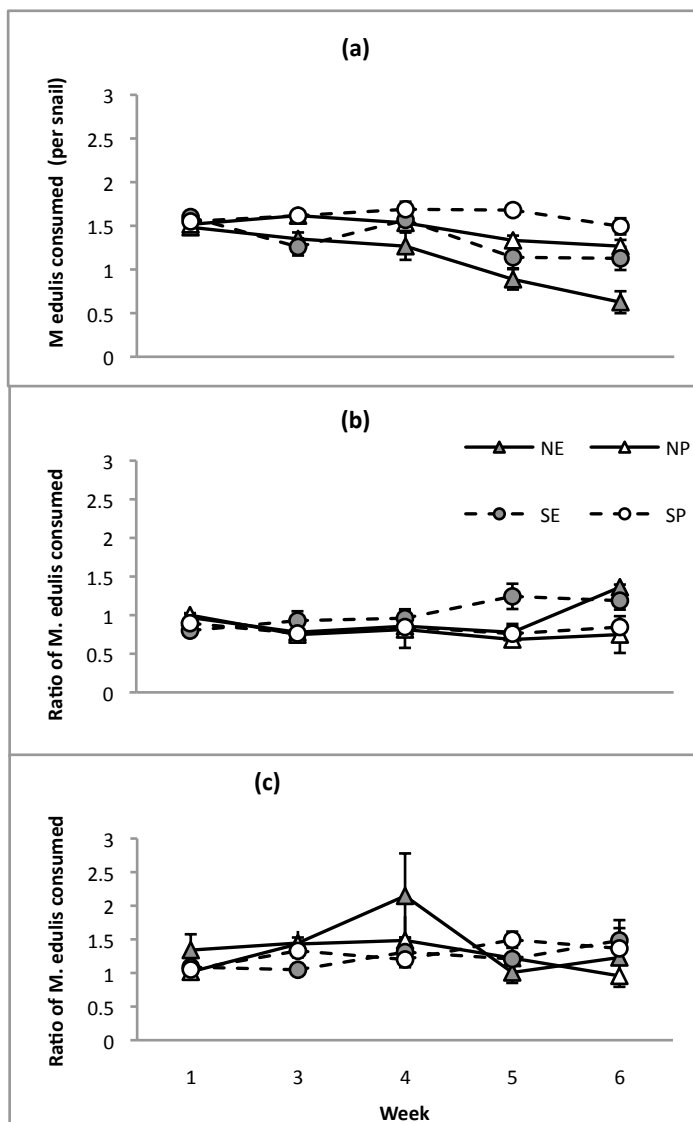 (a)
M edulis consumed (per snail)
3
2.5
2
1.5
1
0.5
0
(b)
Ratio of M. edulis consumed
3
2.5
2
1.5
1
0.5
0
NE NP
SE SP
(c)
Ratio of M. edulis consumed
3
2.5
2
1.5
1
0.5
0
1 3 4 5 6
Week